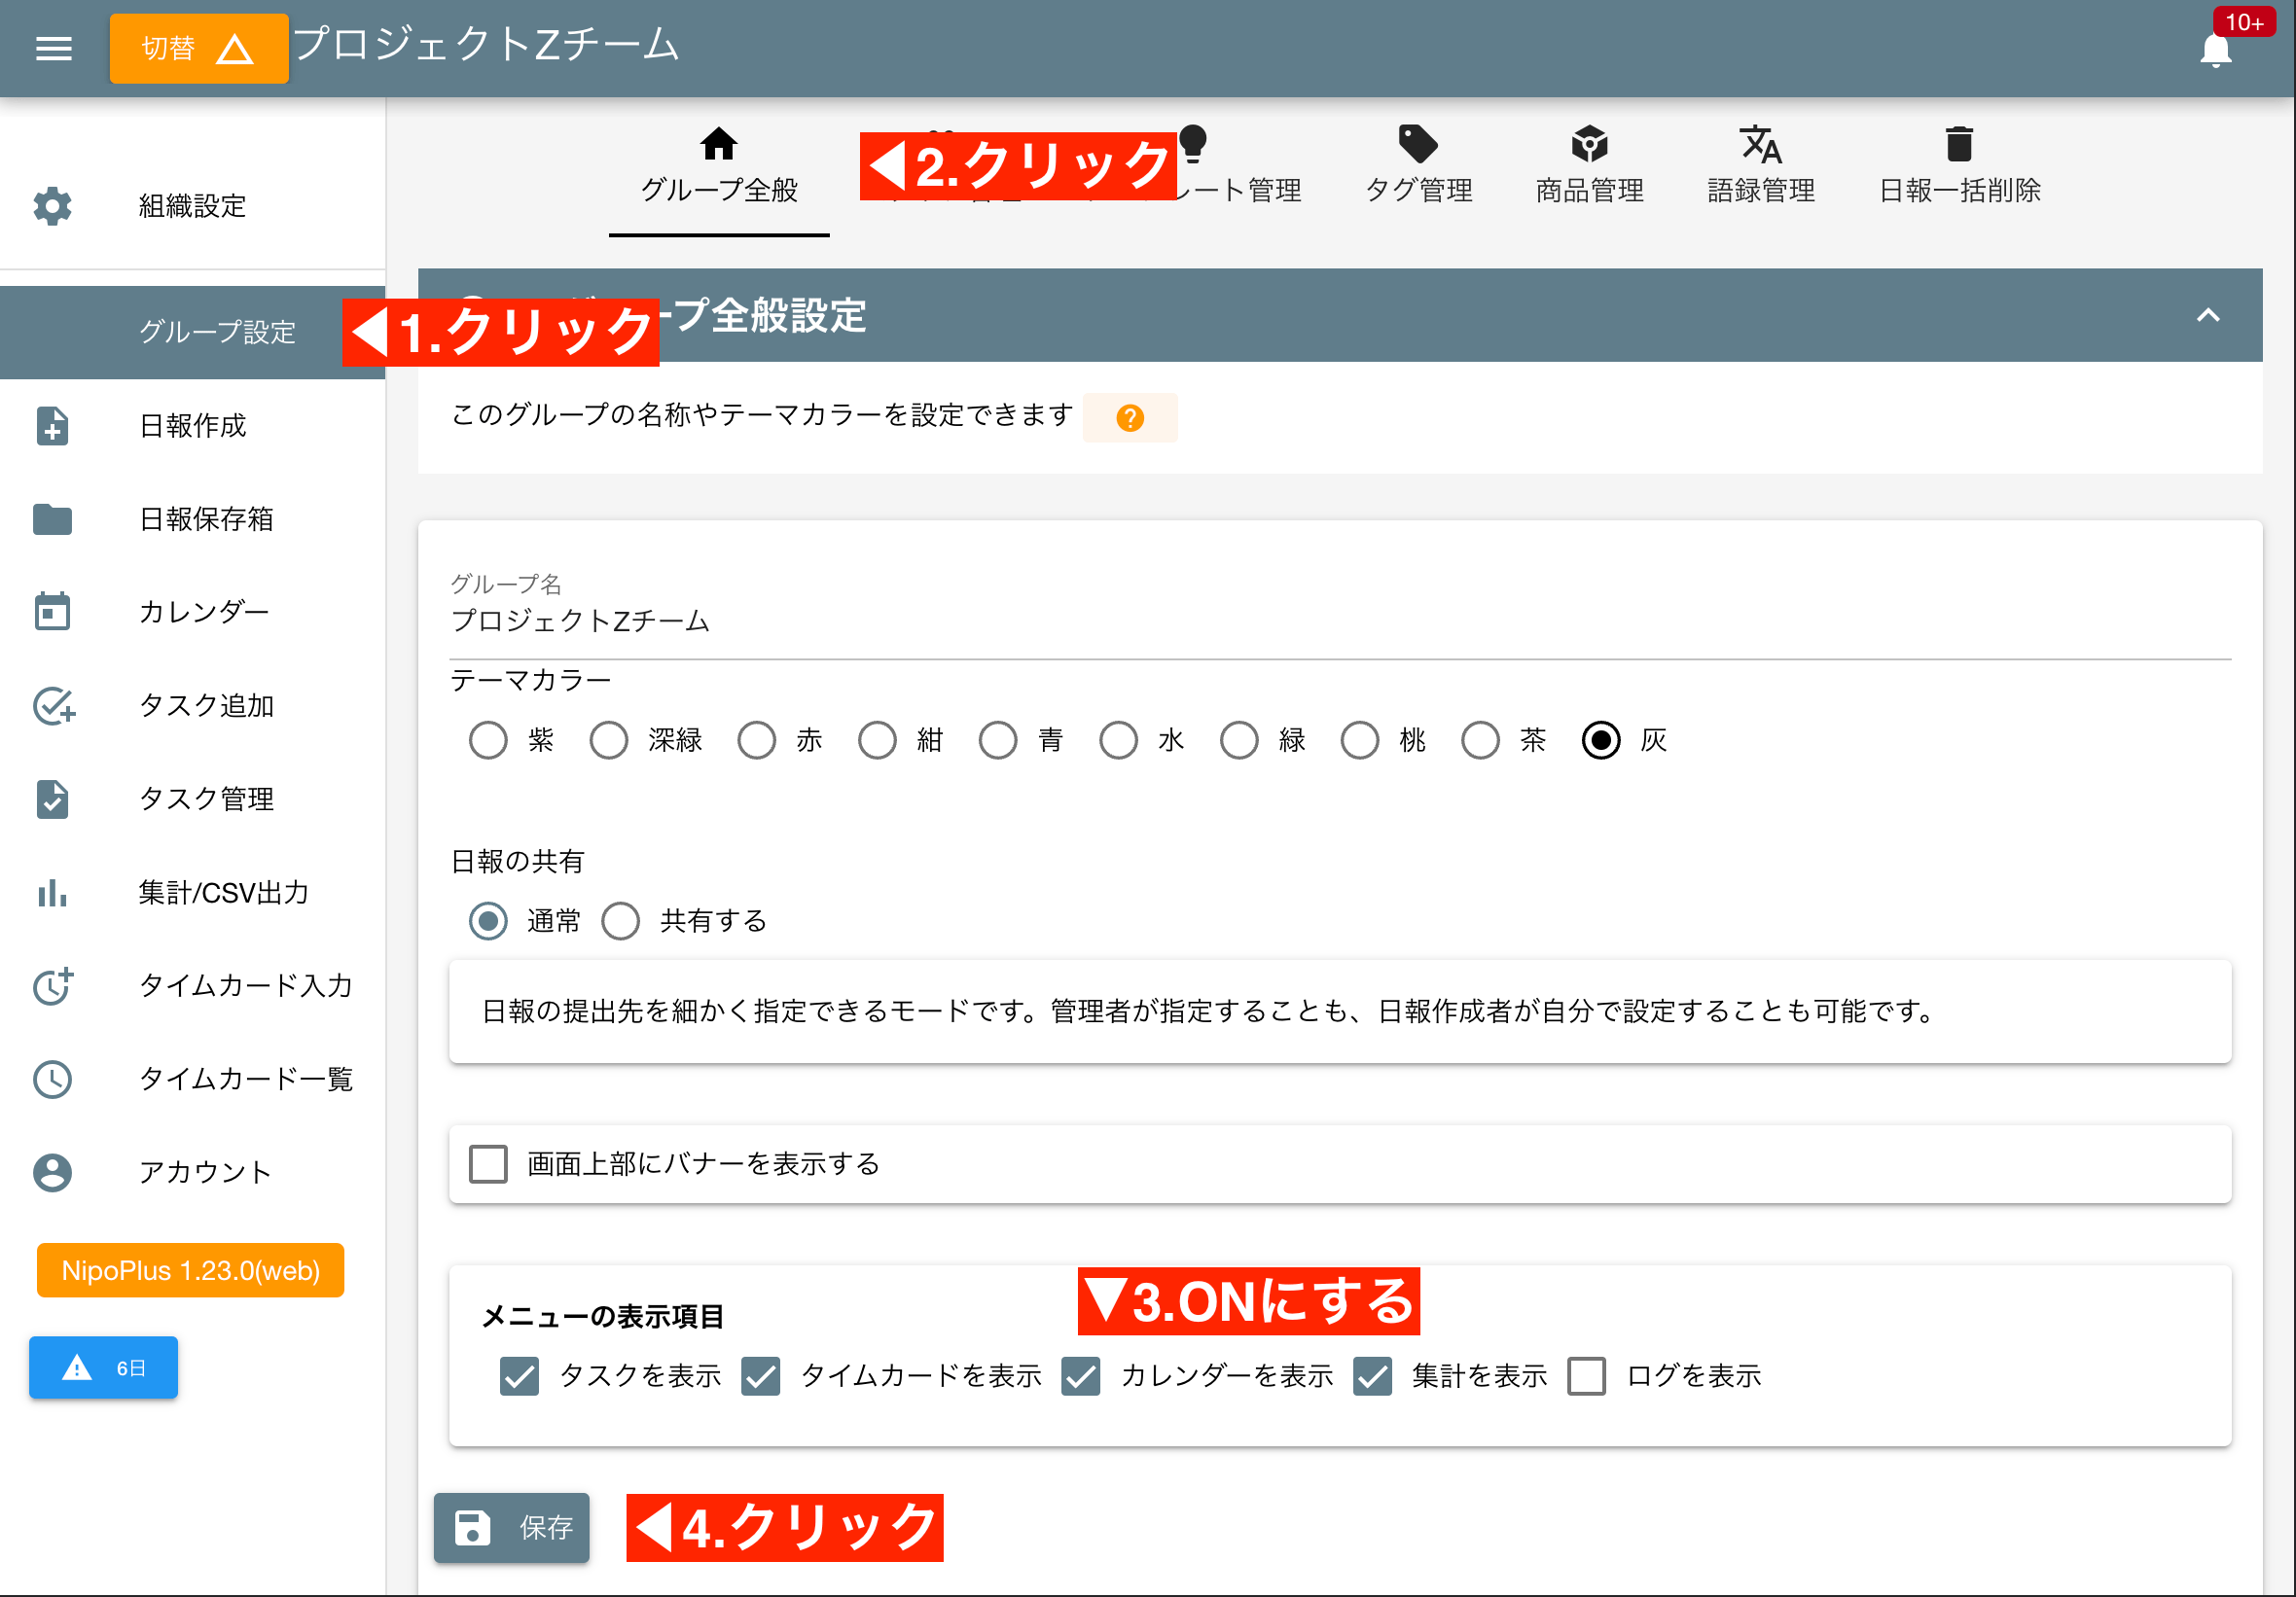 切替 プロジェクトZチーム
10+
組織設定
グループ設定
日報作成
日報保存箱
カレンダー
タスク追加
タスク管理
集計/CSV出力
タイムカード入力
タイムカード一覧
アカウント
NipoPlus 1.23.0(web)
6日
グループ全般
レート管理
タグ管理
商品管理
語録管理
日報一括削除
◀2.クリック
◀1.クリック
ープ全般設定
このグループの名称やテーマカラーを設定できます
グループ名
プロジェクトZチーム
テーマカラー
紫 深緑 赤 紺 青 水 緑 桃 茶 灰
日報の共有
通常 共有する
日報の提出先を細かく指定できるモードです。管理者が指定することも、日報作成者が自分で設定することも可能です。
画面上部にバナーを表示する
▼3.ONにする
メニューの表示項目
タスクを表示 タイムカードを表示 カレンダーを表示 集計を表示 ログを表示
保存
◀4.クリック